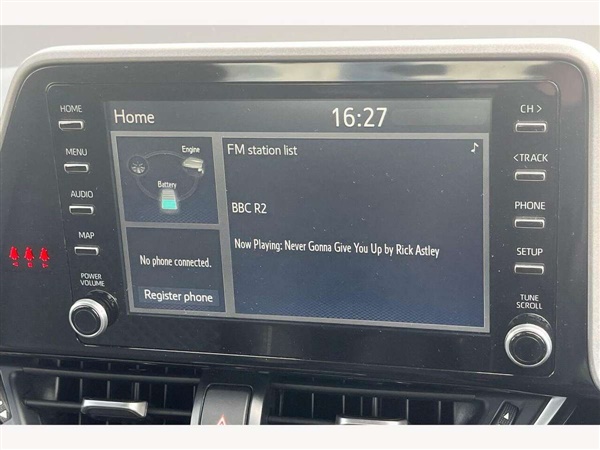 HOME
MENU
AUDIO
MAP
POWER
VOLUME
Home
16:27
Engine
Battery
No phone connected.
Register phone
FM station list
BBC R2
Now Playing: Never Gonna Give You Up by Rick Astley
CH >
<TRACK
PHONE
SETUP
TUNE
SCROLL